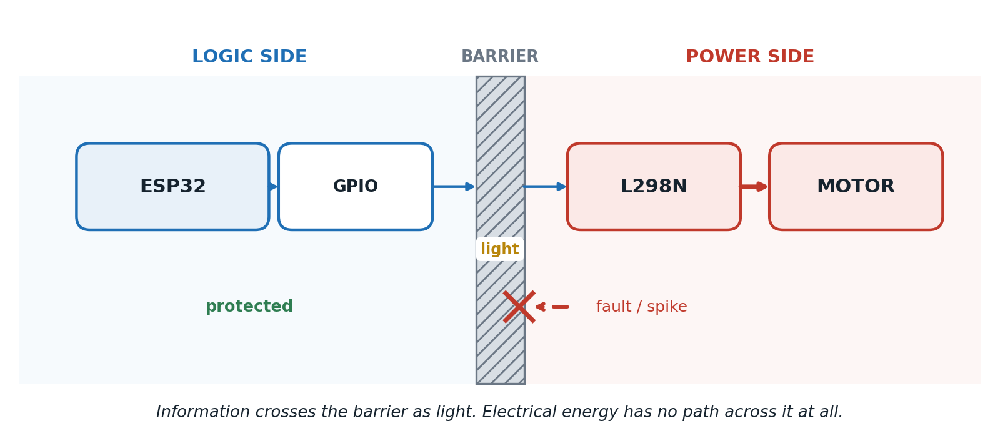 LOGIC SIDE
BARRIER
POWER SIDE
ESP32
GPIO
L298N
MOTOR
light
protected
fault / spike
Information crosses the barrier as light. Electrical energy has no path across it at all.